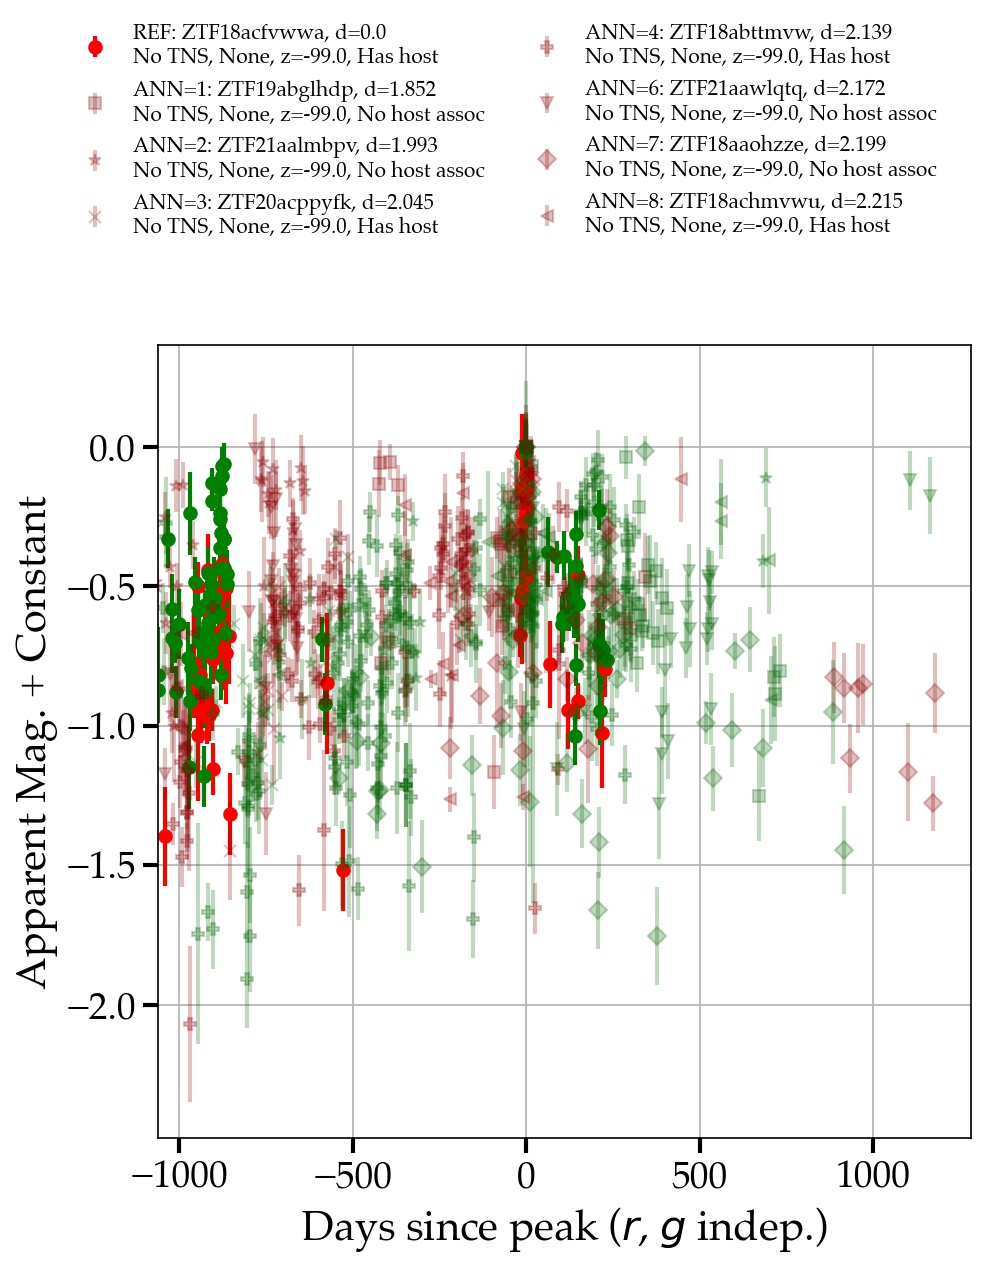 REF: ZTF18acfvwwa, d=0.0
No TNS, None, z=-99.0, Has host
ANN=1: ZTF19abglhdp, d=1.852
No TNS, None, z=-99.0, No host assoc
ANN=2: ZTF21aalmbpv, d=1.993
No TNS, None, z=-99.0, No host assoc
ANN=3: ZTF20acppyfk, d=2.045
No TNS, None, z=-99.0, Has host
ANN=4: ZTF18abttmvw, d=2.139
No TNS, None, z=-99.0, Has host
ANN=6: ZTF21aawlqtq, d=2.172
No TNS, None, z=-99.0, No host assoc
ANN=7: ZTF18aaohzze, d=2.199
No TNS, None, z=-99.0, No host assoc
ANN=8: ZTF18achmvwu, d=2.215
No TNS, None, z=-99.0, Has host
Apparent Mag. + Constant
0.0
−0.5
−1.0
−1.5
−2.0
−1000
−500
0
500
1000
Days since peak (r, g indep.)